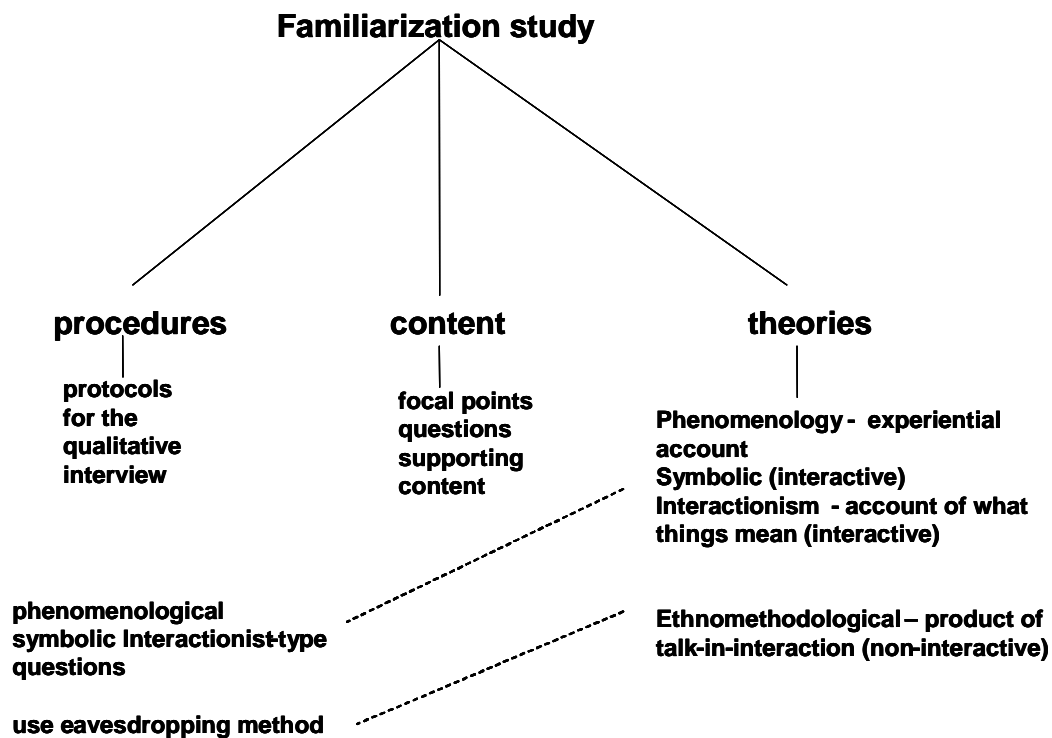 Familiarization study
procedures
content
theories
protocols
for the
qualitative
interview
focal points
questions
supporting
content
Phenomenology - experiential
account
Symbolic (interactive)
Interactionism - account of what
things mean (interactive)
phenomenological
symbolic Interactionist-type
questions
Ethnomethodological – product of
talk-in-interaction (non-interactive)
use eavesdropping method